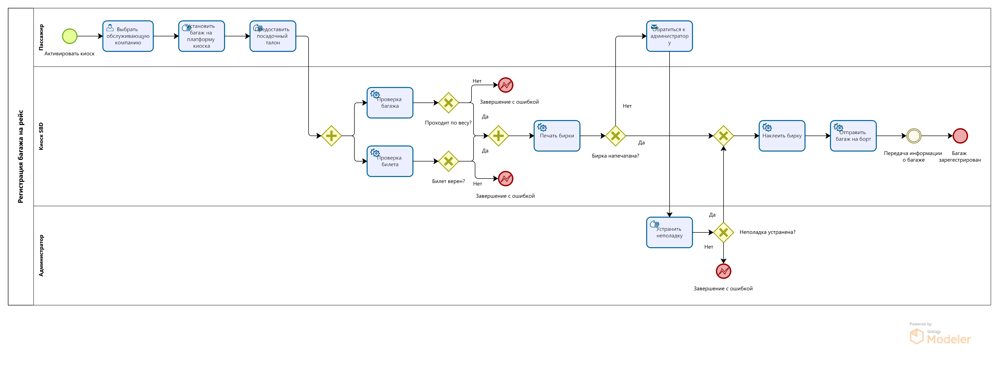 Регистрация багажа на рейс
Пассажир
Активировать киоск
Выбрать
обслуживающую
компанию
Установить
багаж на
платформу
киоска
Предоставить
посадочный
талон
Обратиться к
администратор
у
Киоск SBD
Проверка
багажа
Проходит по весу?
Нет
Завершение с ошибкой
Да
Проверка
билета
Билет верен?
Да
Нет
Завершение с ошибкой
Печать бирки
Бирка напечатана?
Нет
Да
Наклеить бирку
Отправить
багаж на борт
Передача информации
о багаже
Багаж
зарегестрирован
Администратор
Устранить
неполадку
Да
Неполадка устранена?
Нет
Завершение с ошибкой
Powered by
bizagi
Modeler